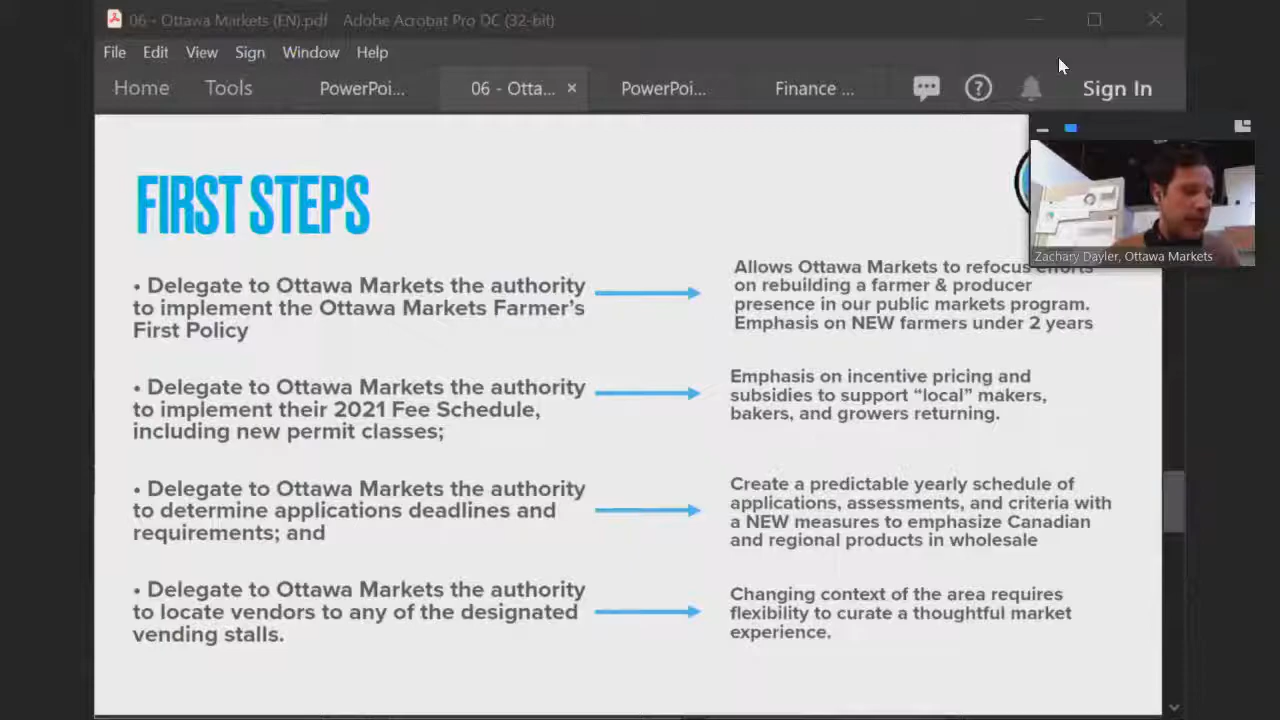 06 - Ottawa Markets (EN).pdf    Adobe Acrobat Pro DC (32-bit)
File Edit View Sign Window Help
Home Tools PowerPoi... 06 - Otta... × PowerPoi... Finance ... Sign In
FIRST STEPS
• Delegate to Ottawa Markets the authority
to implement the Ottawa Markets Farmer's
First Policy
Allows Ottawa Markets to refocus efforts
on rebuilding a farmer & producer
presence in our public markets program.
Emphasis on NEW farmers under 2 years
• Delegate to Ottawa Markets the authority
to implement their 2021 Fee Schedule,
including new permit classes;
Emphasis on incentive pricing and
subsidies to support “local” makers,
bakers, and growers returning.
• Delegate to Ottawa Markets the authority
to determine applications deadlines and
requirements; and
Create a predictable yearly schedule of
applications, assessments, and criteria with
a NEW measures to emphasize Canadian
and regional products in wholesale
• Delegate to Ottawa Markets the authority
to locate vendors to any of the designated
vending stalls.
Changing context of the area requires
flexibility to curate a thoughtful market
experience.
Zachary Dayler, Ottawa Markets